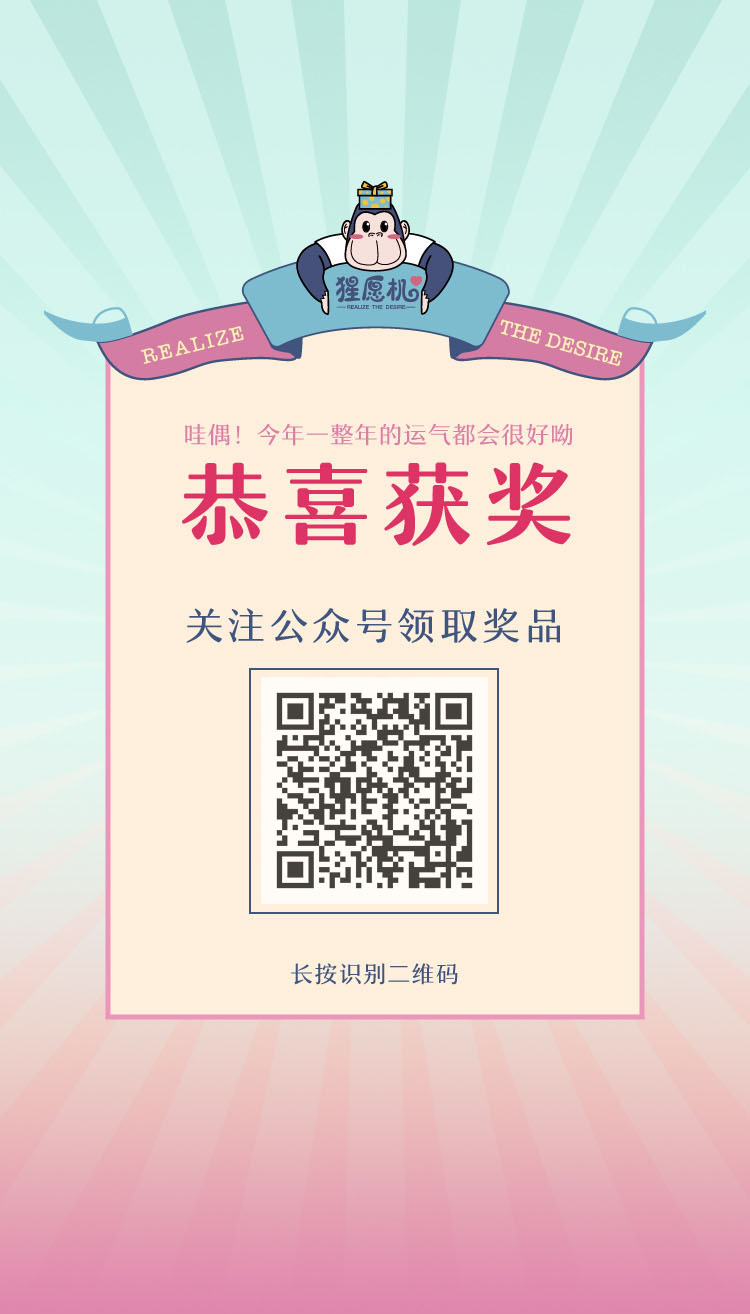 猩愿机
REALIZE THE DESIRE
REALIZE
THE DESIRE
哇偶！今年一整年的运气都会很好呦
恭喜获奖
关注公众号领取奖品
长按识别二维码